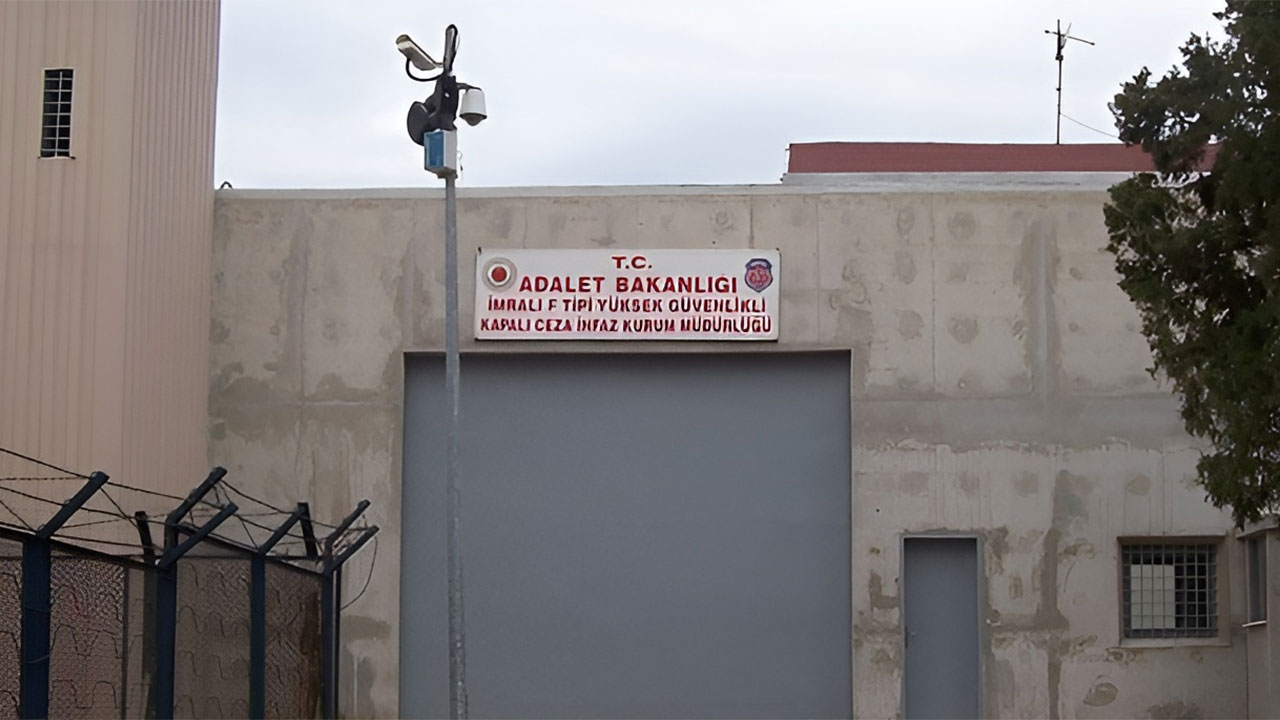 T.C.
ADALET BAKANLIĞI
İMRALI F TİPİ YÜKSEK GÜVENLİKLİ
KAPALI CEZA İNFAZ KURUM MÜDÜRLÜĞÜ